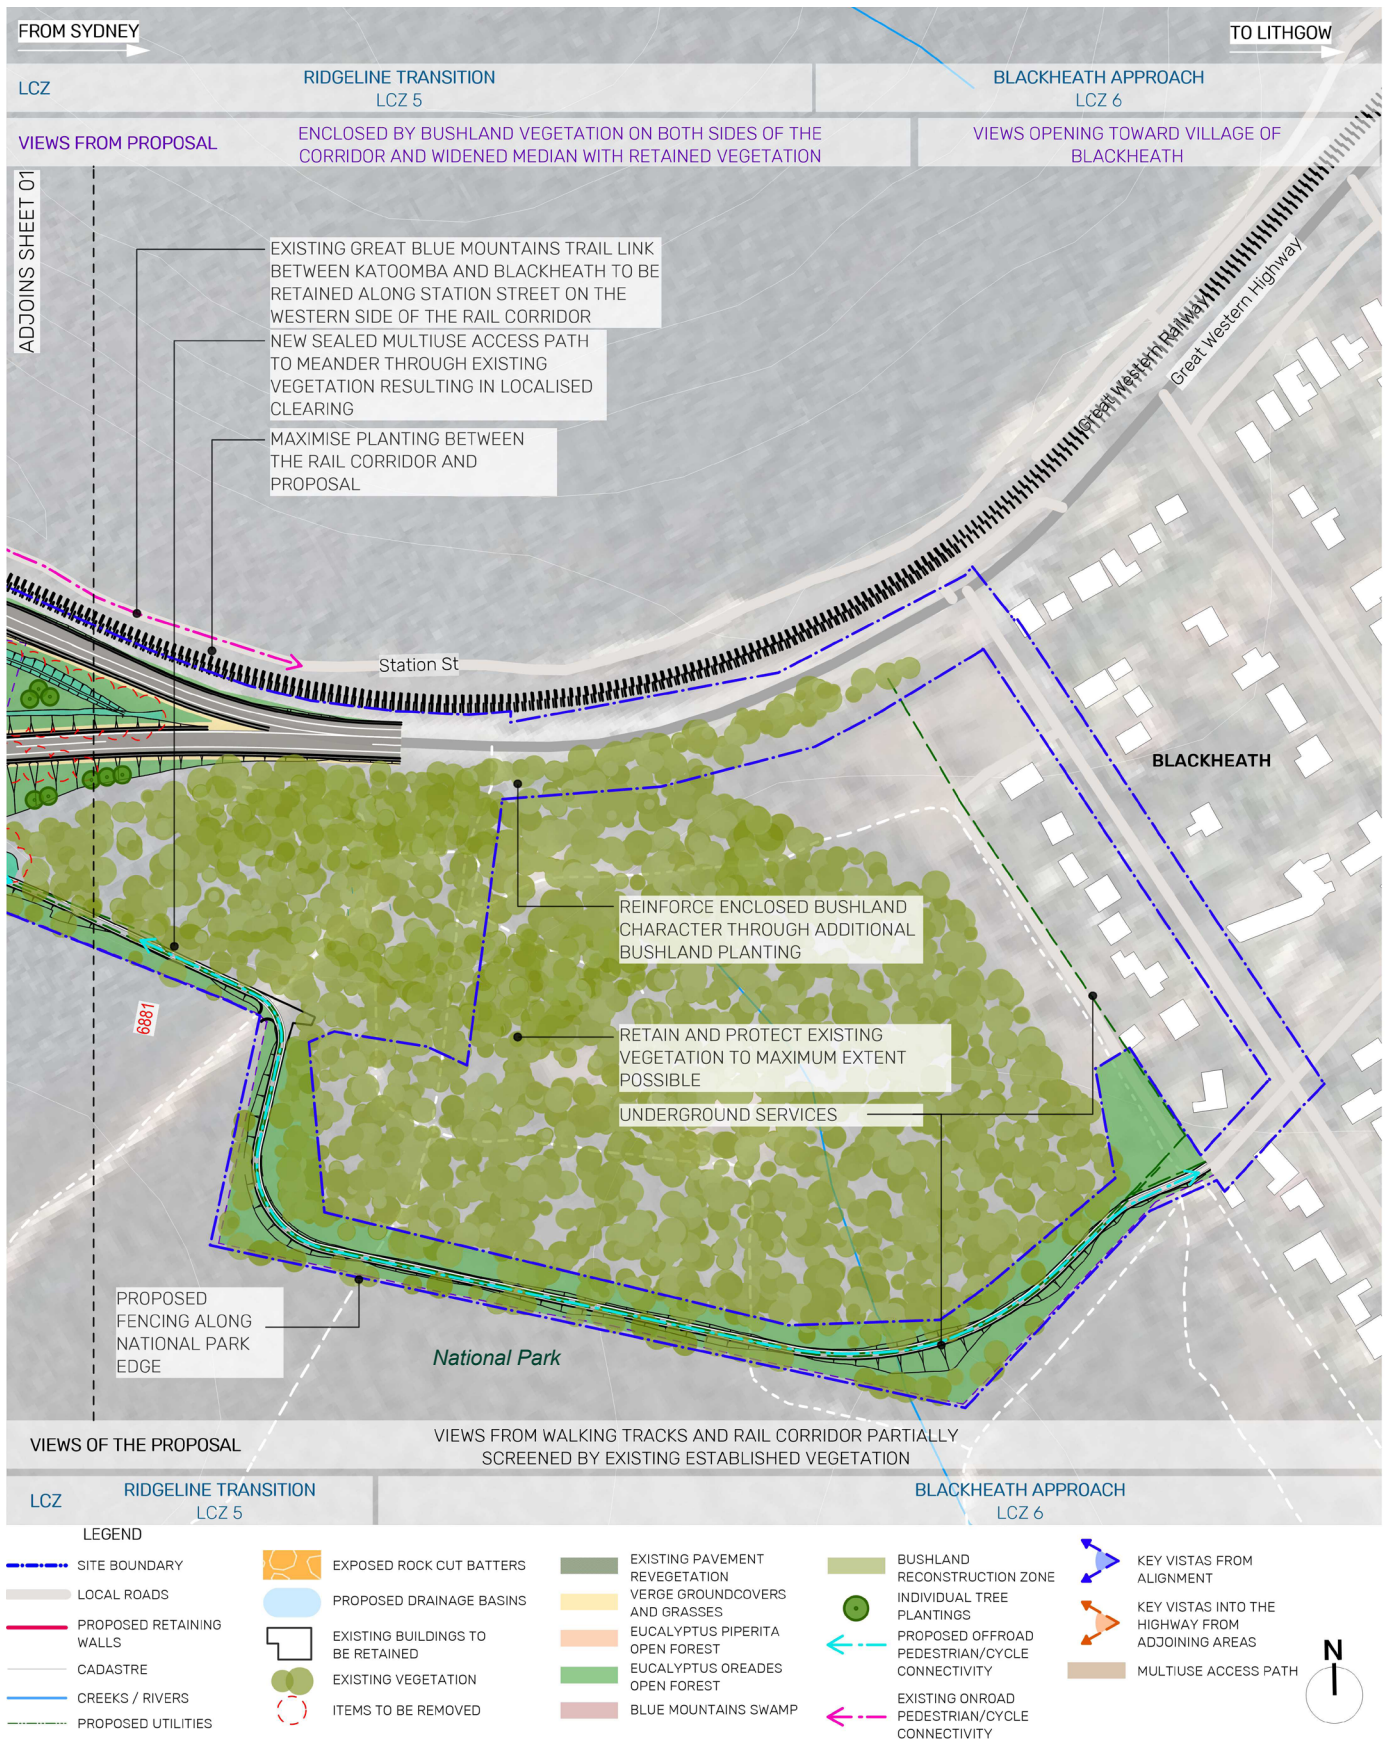 FROM SYDNEY
TO LITHGOW
LCZ
RIDGELINE TRANSITION
LCZ 5
BLACKHEATH APPROACH
LCZ 6
VIEWS FROM PROPOSAL
ENCLOSED BY BUSHLAND VEGETATION ON BOTH SIDES OF THE
CORRIDOR AND WIDENED MEDIAN WITH RETAINED VEGETATION
VIEWS OPENING TOWARD VILLAGE OF
BLACKHEATH
ADJOINS SHEET 01
EXISTING GREAT BLUE MOUNTAINS TRAIL LINK
BETWEEN KATOOMBA AND BLACKHEATH TO BE
RETAINED ALONG STATION STREET ON THE
WESTERN SIDE OF THE RAIL CORRIDOR
NEW SEALED MULTIUSE ACCESS PATH
TO MEANDER THROUGH EXISTING
VEGETATION RESULTING IN LOCALISED
CLEARING
MAXIMISE PLANTING BETWEEN
THE RAIL CORRIDOR AND
PROPOSAL
Great Western Railway
Great Western Highway
Station St
BLACKHEATH
REINFORCE ENCLOSED BUSHLAND
CHARACTER THROUGH ADDITIONAL
BUSHLAND PLANTING
6881
RETAIN AND PROTECT EXISTING
VEGETATION TO MAXIMUM EXTENT
POSSIBLE
UNDERGROUND SERVICES
PROPOSED
FENCING ALONG
NATIONAL PARK
EDGE
National Park
VIEWS OF THE PROPOSAL
VIEWS FROM WALKING TRACKS AND RAIL CORRIDOR PARTIALLY
SCREENED BY EXISTING ESTABLISHED VEGETATION
LCZ
RIDGELINE TRANSITION
LCZ 5
BLACKHEATH APPROACH
LCZ 6
LEGEND
SITE BOUNDARY
LOCAL ROADS
PROPOSED RETAINING
WALLS
CADASTRE
CREEKS / RIVERS
PROPOSED UTILITIES
EXPOSED ROCK CUT BATTERS
PROPOSED DRAINAGE BASINS
EXISTING BUILDINGS TO
BE RETAINED
EXISTING VEGETATION
ITEMS TO BE REMOVED
EXISTING PAVEMENT
REVEGETATION
VERGE GROUNDCOVERS
AND GRASSES
EUCALYPTUS PIPERITA
OPEN FOREST
EUCALYPTUS OREADES
OPEN FOREST
BLUE MOUNTAINS SWAMP
BUSHLAND
RECONSTRUCTION ZONE
INDIVIDUAL TREE
PLANTINGS
PROPOSED OFFROAD
PEDESTRIAN/CYCLE
CONNECTIVITY
EXISTING ONROAD
PEDESTRIAN/CYCLE
CONNECTIVITY
KEY VISTAS FROM
ALIGNMENT
KEY VISTAS INTO THE
HIGHWAY FROM
ADJOINING AREAS
MULTIUSE ACCESS PATH
N